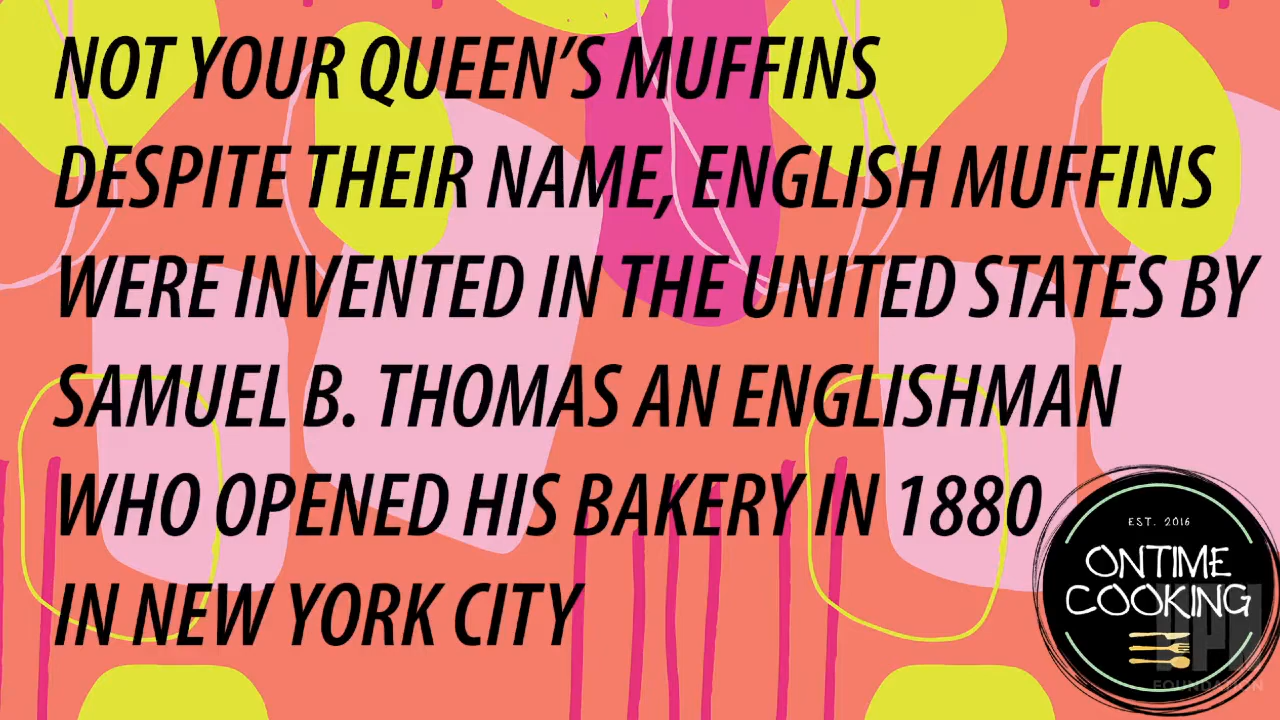 NOT YOUR QUEEN'S MUFFINS
DESPITE THEIR NAME, ENGLISH MUFFINS
WERE INVENTED IN THE UNITED STATES BY
SAMUEL B. THOMAS AN ENGLISHMAN
WHO OPENED HIS BAKERY IN 1880
IN NEW YORK CITY
EST. 2016
ONTIME
COOKING
FOUNDATION